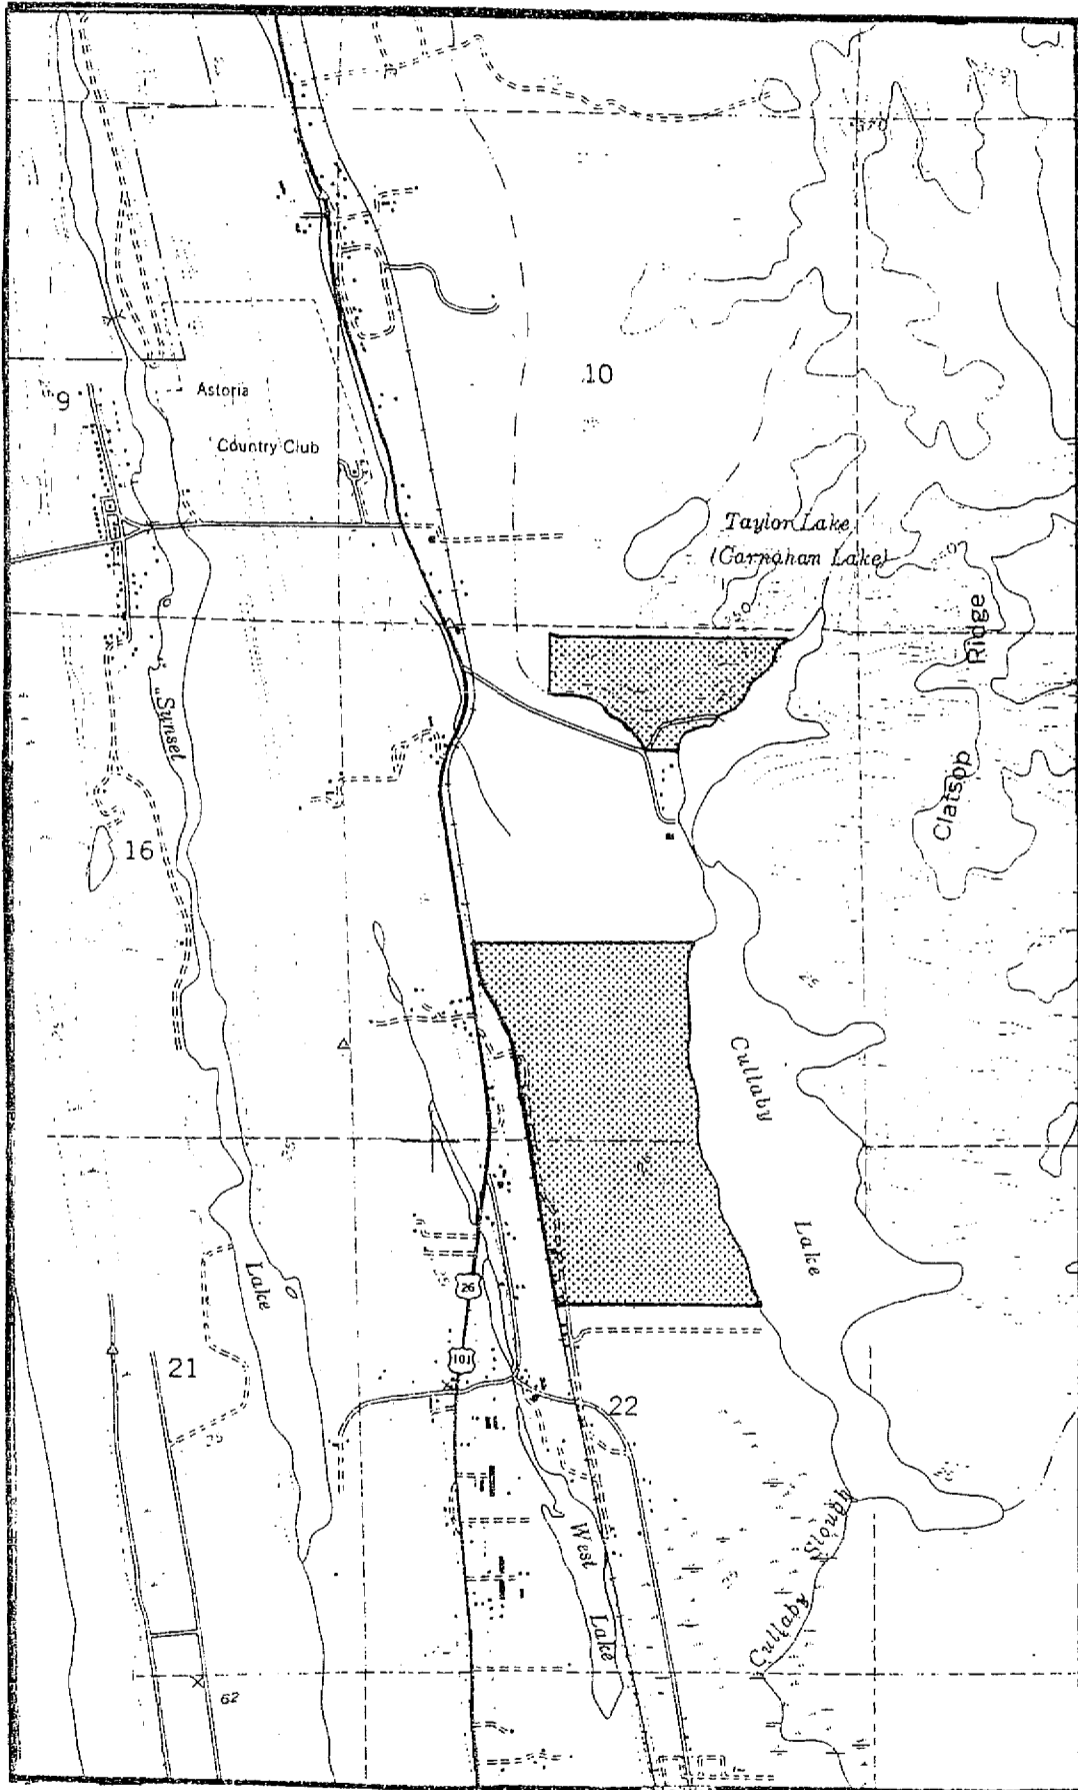 10
9
Astoria
Country Club
Taylor Lake
(Carnahan Lake)
Clatsop Ridge
Sunset Lake
16
Cullaby Lake
26
101
21
22
West Lake
Cullaby Slough
62